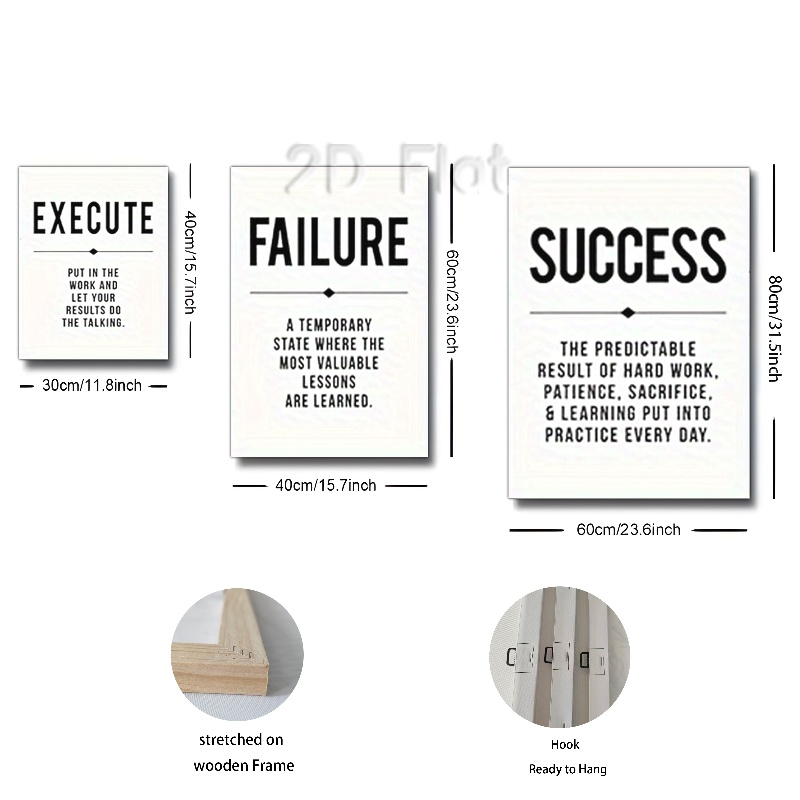 2D Flat
EXECUTE
PUT IN THE
WORK AND
LET YOUR
RESULTS DO
THE TALKING.
40cm/15.7inch
30cm/11.8inch
FAILURE
A TEMPORARY
STATE WHERE THE
MOST VALUABLE
LESSONS
ARE LEARNED.
60cm/23.6inch
40cm/15.7inch
SUCCESS
THE PREDICTABLE
RESULT OF HARD WORK,
PATIENCE, SACRIFICE,
& LEARNING PUT INTO
PRACTICE EVERY DAY.
80cm/31.5inch
60cm/23.6inch
stretched on
wooden Frame
Hook
Ready to Hang